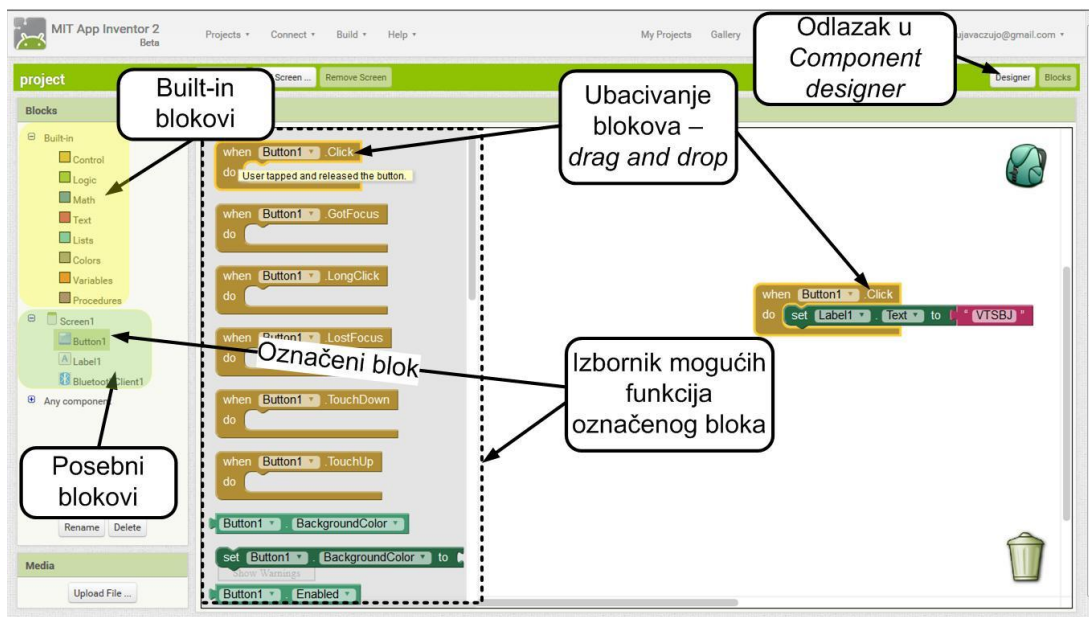 MIT App Inventor 2
Beta
Projects
Connect
Build
Help
My Projects
Gallery
ujavaczujo@gmail.com
Odlazak u
Component
designer
project
Screen ...
Remove Screen
Designer
Blocks
Blocks
Built-in
blokovi
Ubacivanje
blokova –
drag and drop
Built-in
Control
Logic
Math
Text
Lists
Colors
Variables
Procedures
Screen1
Button1
Label1
Client1
Any component
Označeni blok
Posebni
blokovi
Rename
Delete
Media
Upload File ...
when Button1 .Click
do
User tapped and released the button.
when Button1 .GotFocus
do
when Button1 .LongClick
do
when Button1 .LostFocus
do
when Button1 .TouchDown
do
when Button1 .TouchUp
do
Button1 . BackgroundColor
set Button1 . BackgroundColor to
Show Warnings
Button1 . Enabled
when Button1 .Click
do set Label1 . Text to " VTSBJ "
Izbornik mogućih
funkcija
označenog bloka